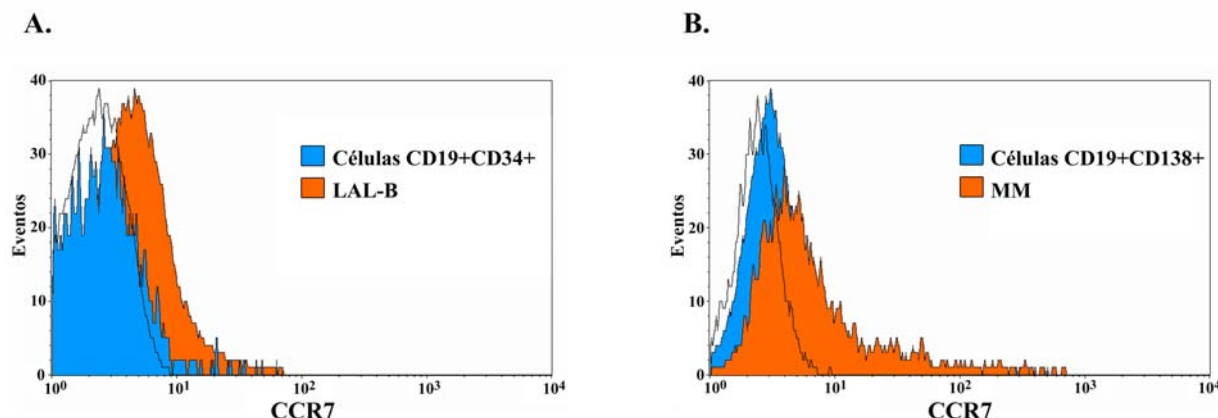 A.
40
30
20
10
0
Eventos
10⁰
10¹
10²
10³
10⁴
CCR7
Células CD19+CD34+
LAL-B
B.
40
30
20
10
0
Eventos
10⁰
10¹
10²
10³
10⁴
CCR7
Células CD19+CD138+
MM